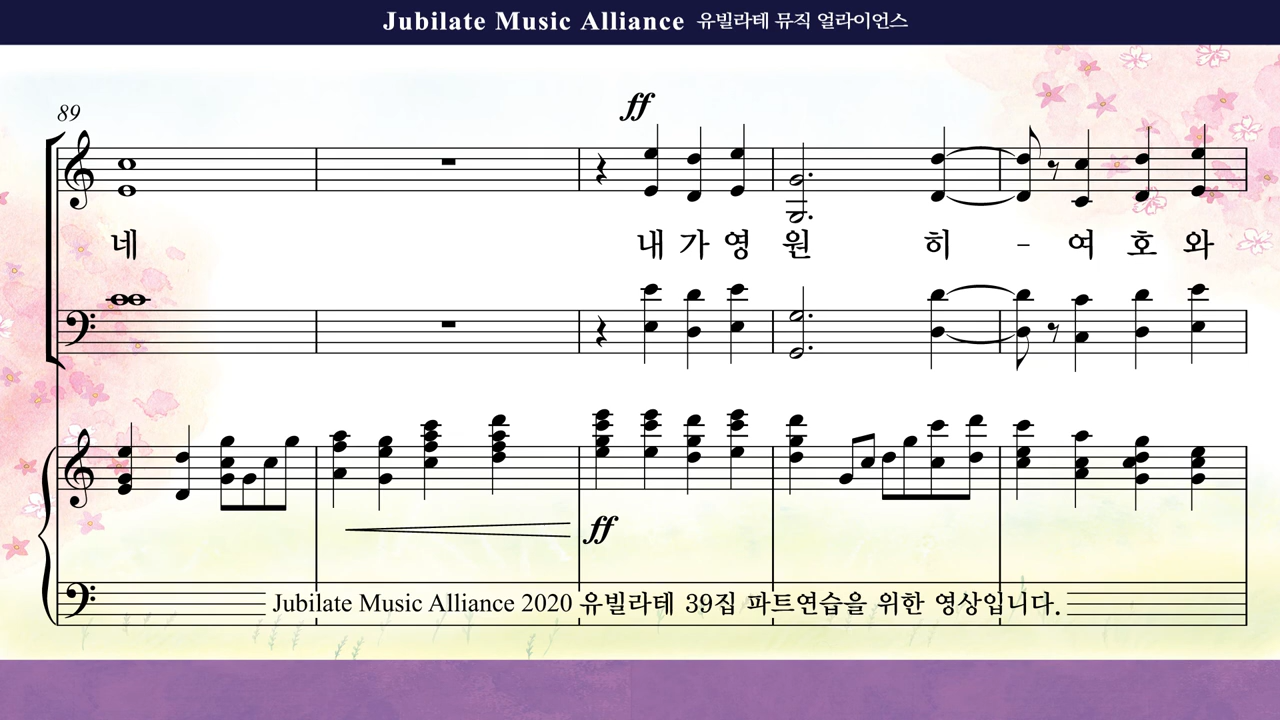 Jubilate Music Alliance 유빌라테 뮤직 얼라이언스
89
ff
네 내 가 영 원 히 - 여 호 와
ff
Jubilate Music Alliance 2020 유빌라테 39집 파트연습을 위한 영상입니다.